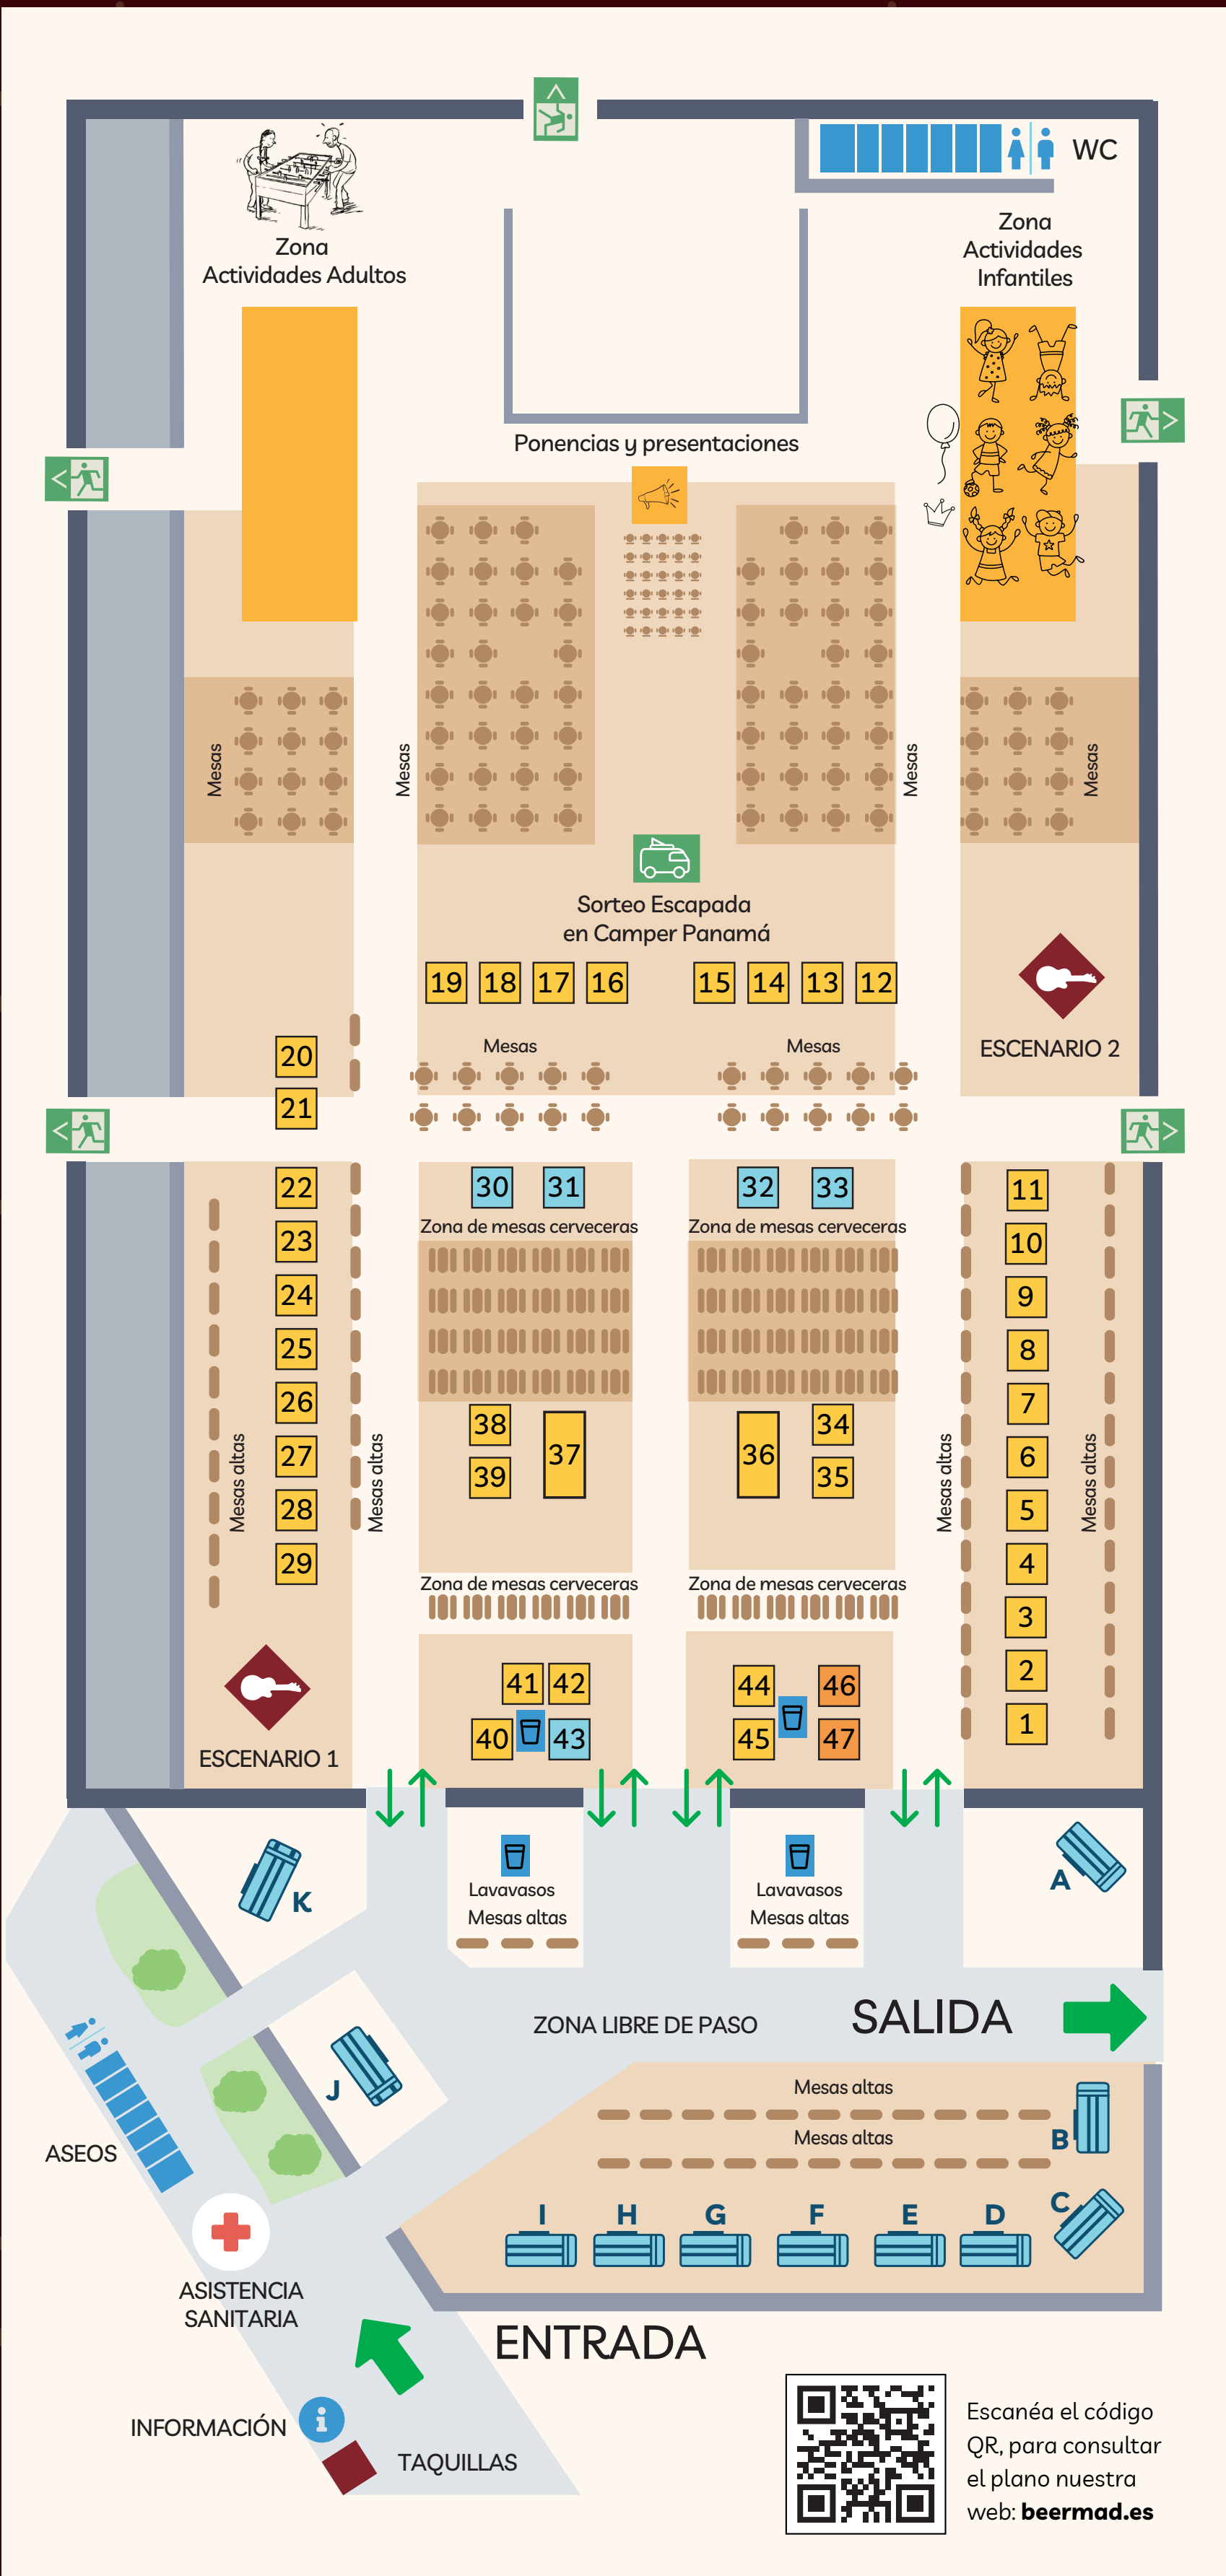 WC
Zona
Actividades Adultos
Zona
Actividades
Infantiles
Ponencias y presentaciones
Mesas
Mesas
Mesas
Mesas
Sorteo Escapada
en Camper Panamá
19 18 17 16 15 14 13 12
ESCENARIO 2
Mesas
Mesas
20
21
22
23
24
25
26
27
28
29
Mesas altas
Mesas altas
30 31 32 33
Zona de mesas cerveceras
Zona de mesas cerveceras
38
39
37
36
34
35
Zona de mesas cerveceras
Zona de mesas cerveceras
11
10
9
8
7
6
5
4
3
2
1
Mesas altas
Mesas altas
ESCENARIO 1
41 42
40 43
44 46
45 47
K
Lavavasos
Mesas altas
Lavavasos
Mesas altas
A
ZONA LIBRE DE PASO
SALIDA
J
Mesas altas
Mesas altas
B
C
I H G F E D
ASEOS
ASISTENCIA
SANITARIA
ENTRADA
INFORMACIÓN
i
TAQUILLAS
Escanéa el código
QR, para consultar
el plano nuestra
web: beermad.es